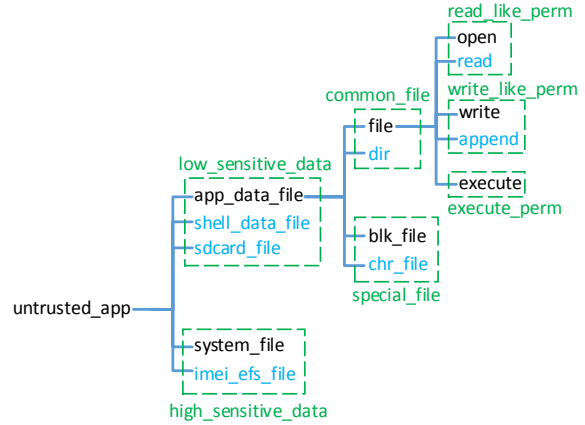 read_like_perm
open
read
write_like_perm
common_file
write
file
append
dir
low_sensitive_data
execute
app_data_file
execute_perm
shell_data_file
blk_file
sdcard_file
chr_file
special_file
untrusted_app
system_file
imei_efs_file
high_sensitive_data